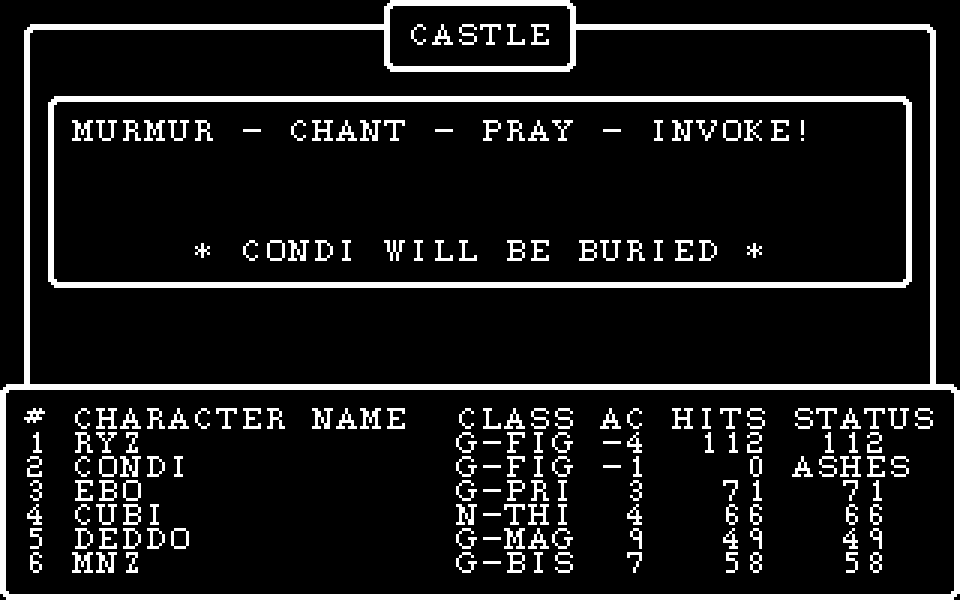 CASTLE
MURMUR - CHANT - PRAY - INVOKE!
* CONDI WILL BE BURIED *
# CHARACTER NAME CLASS AC HITS STATUS
1 RYZ G-FIG -4 112 112
2 CONDI G-FIG -1 0 ASHES
3 EBO G-PRI 3 71 71
4 CUBI N-THI 4 66 66
5 DEDDO G-MAG 9 49 49
6 MNZ G-BIS 7 58 58